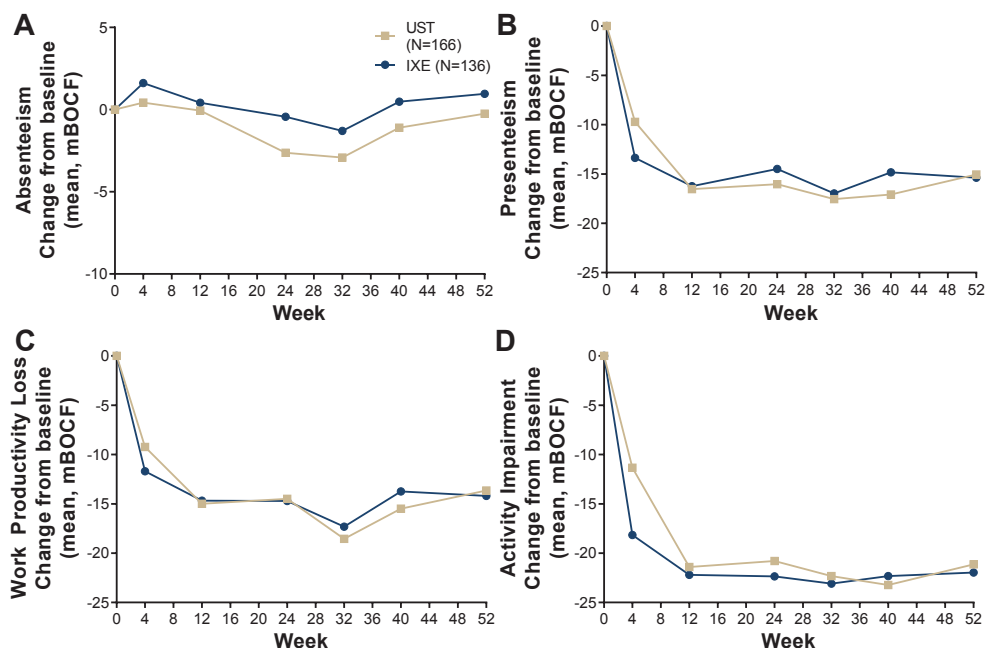 A
Absenteeism
Change from baseline
(mean, mBOCF)
5
0
-5
-10
UST
(N=166)
IXE (N=136)
0 4 8 12 16 20 24 28 32 36 40 44 48 52
Week
B
Presenteeism
Change from baseline
(mean, mBOCF)
0
-5
-10
-15
-20
-25
0 4 8 12 16 20 24 28 32 36 40 44 48 52
Week
C
Work Productivity Loss
Change from baseline
(mean, mBOCF)
0
-5
-10
-15
-20
-25
0 4 8 12 16 20 24 28 32 36 40 44 48 52
Week
D
Activity Impairment
Change from baseline
(mean, mBOCF)
0
-5
-10
-15
-20
-25
0 4 8 12 16 20 24 28 32 36 40 44 48 52
Week